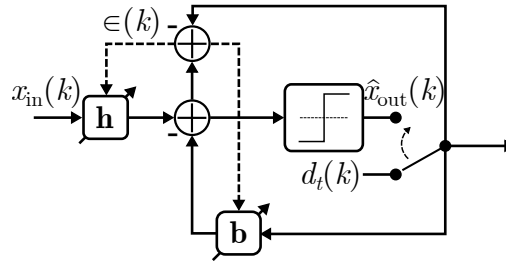 ∈(k)
x_in(k)
h
x̂_out(k)
d_t(k)
b